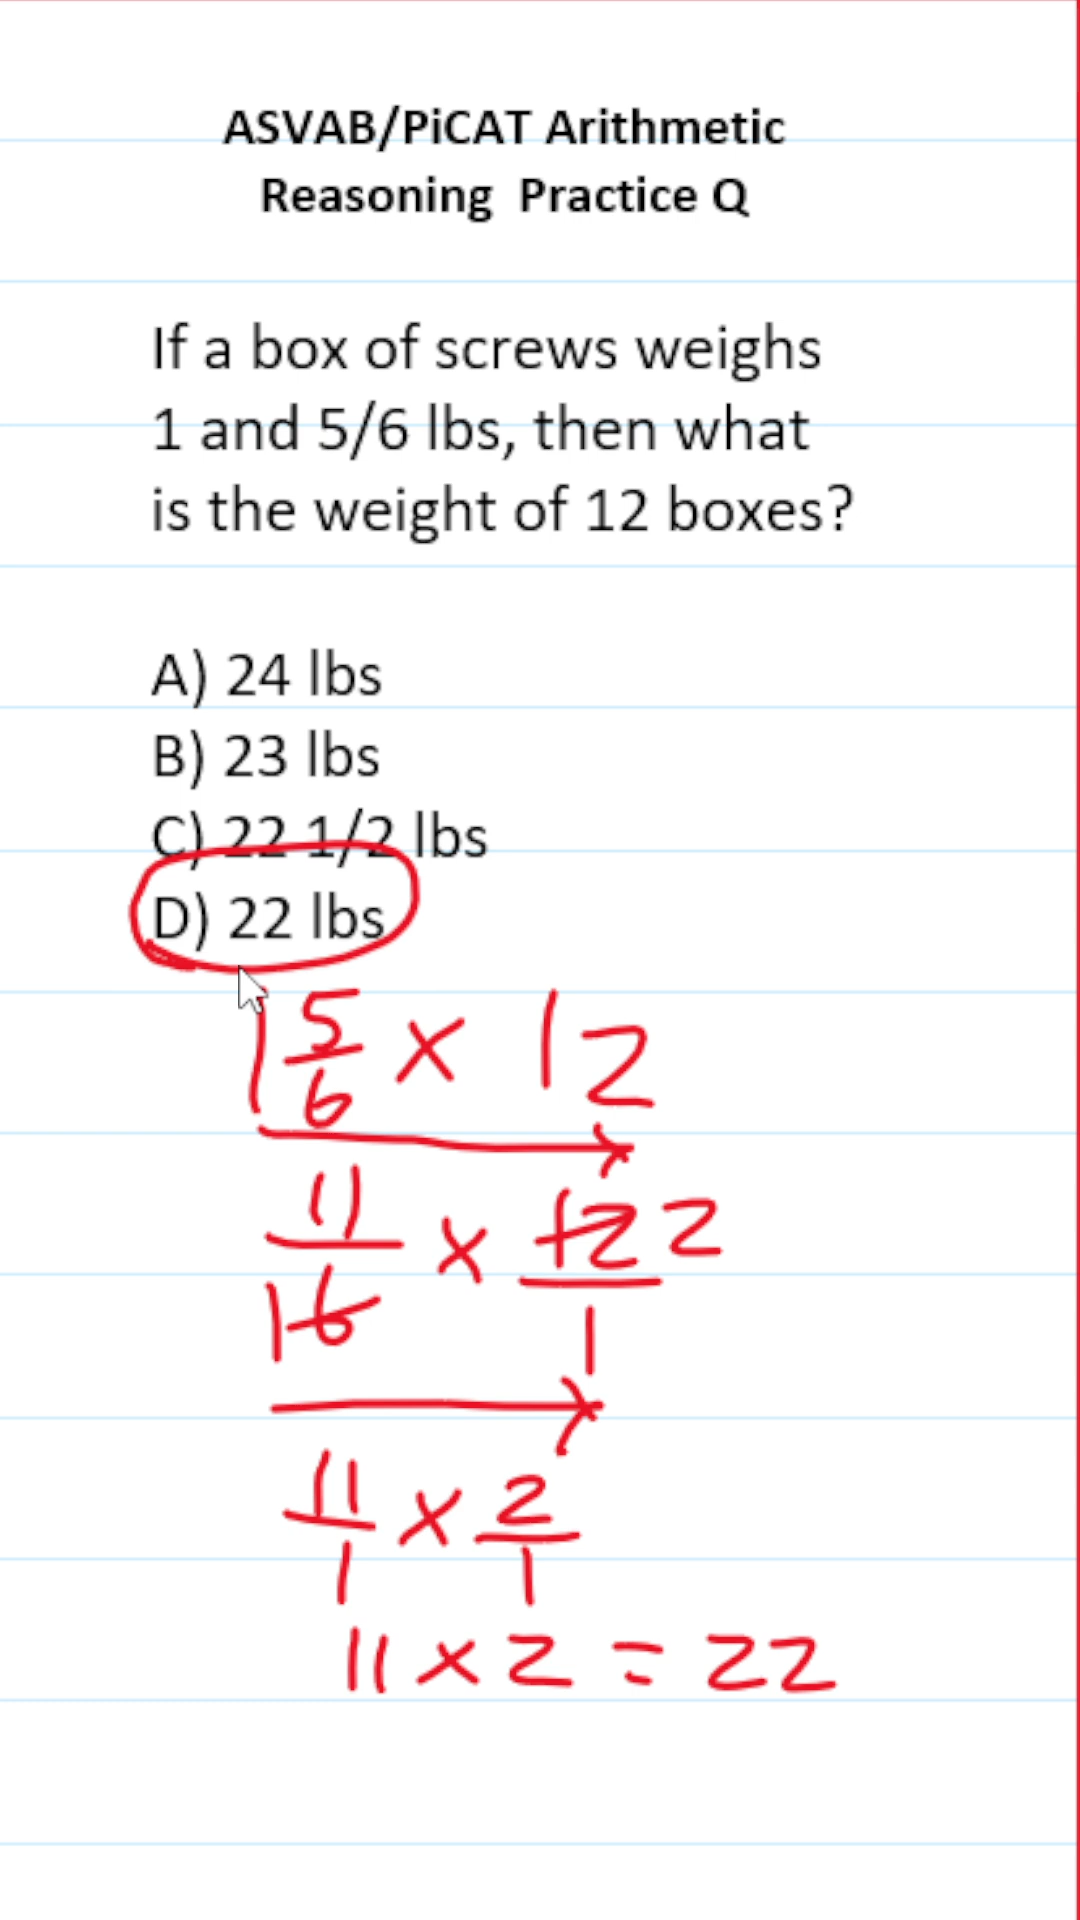 ASVAB/PiCAT Arithmetic
Reasoning Practice Q
If a box of screws weighs
1 and 5/6 lbs, then what
is the weight of 12 boxes?
A) 24 lbs
B) 23 lbs
C) 22 1/2 lbs
D) 22 lbs
1 5/6 x 12
11/6 1 x 12/1 2
11/1 x 2/1
11 x 2 = 22